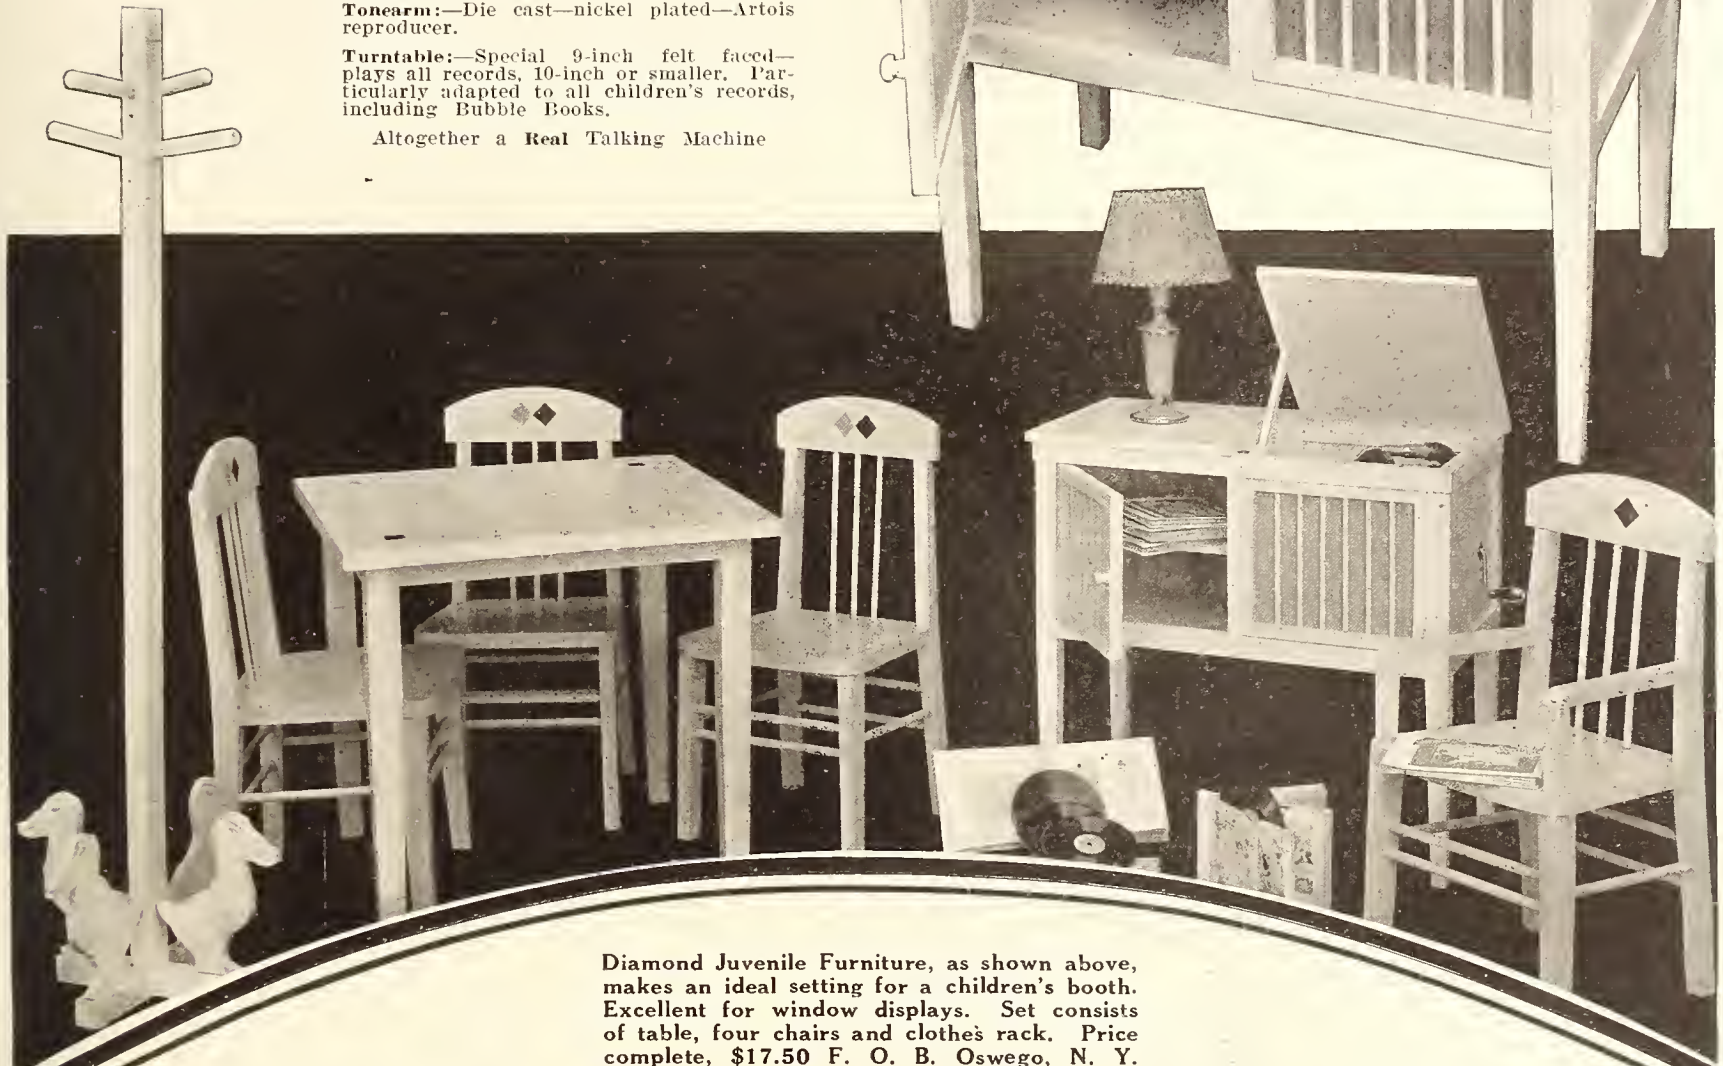 Tonearm:—Die cast—nickel plated—Artois
reproducer.
Turntable:—Special 9-inch felt faced—
plays all records, 10-inch or smaller. Par-
ticularly adapted to all children's records,
including Bubble Books.
Altogether a Real Talking Machine
Diamond Juvenile Furniture, as shown above,
makes an ideal setting for a children's booth.
Excellent for window displays. Set consists
of table, four chairs and clothes rack. Price
complete, $17.50 F. O. B. Oswego, N. Y.